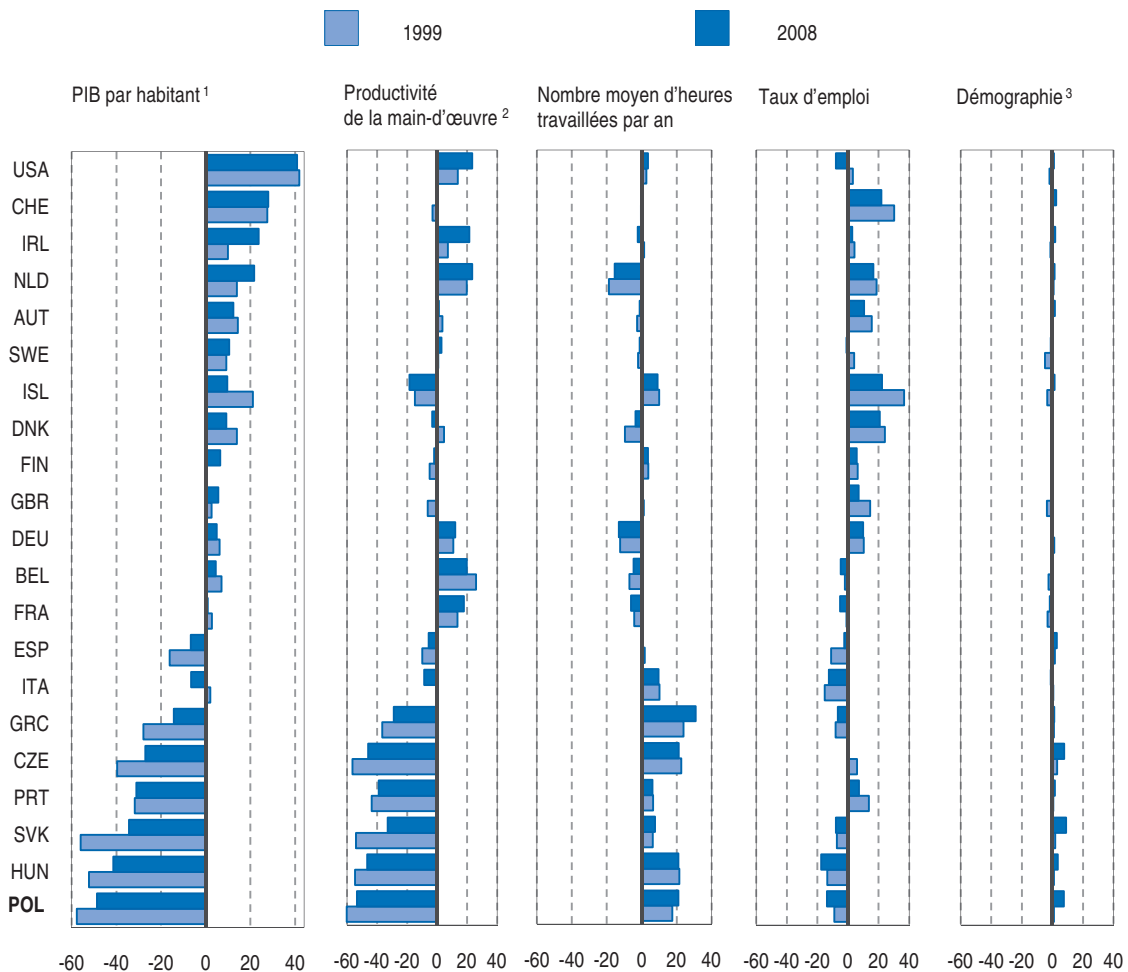 1999 2008
PIB par habitant 1
Productivité
de la main-d'œuvre 2
Nombre moyen d'heures
travaillées par an
Taux d'emploi
Démographie 3
USA
CHE
IRL
NLD
AUT
SWE
ISL
DNK
FIN
GBR
DEU
BEL
FRA
ESP
ITA
GRC
CZE
PRT
SVK
HUN
POL
-60 -40 -20 0 20 40
-60 -40 -20 0 20 40
-60 -40 -20 0 20 40
-60 -40 -20 0 20 40
-60 -40 -20 0 20 40